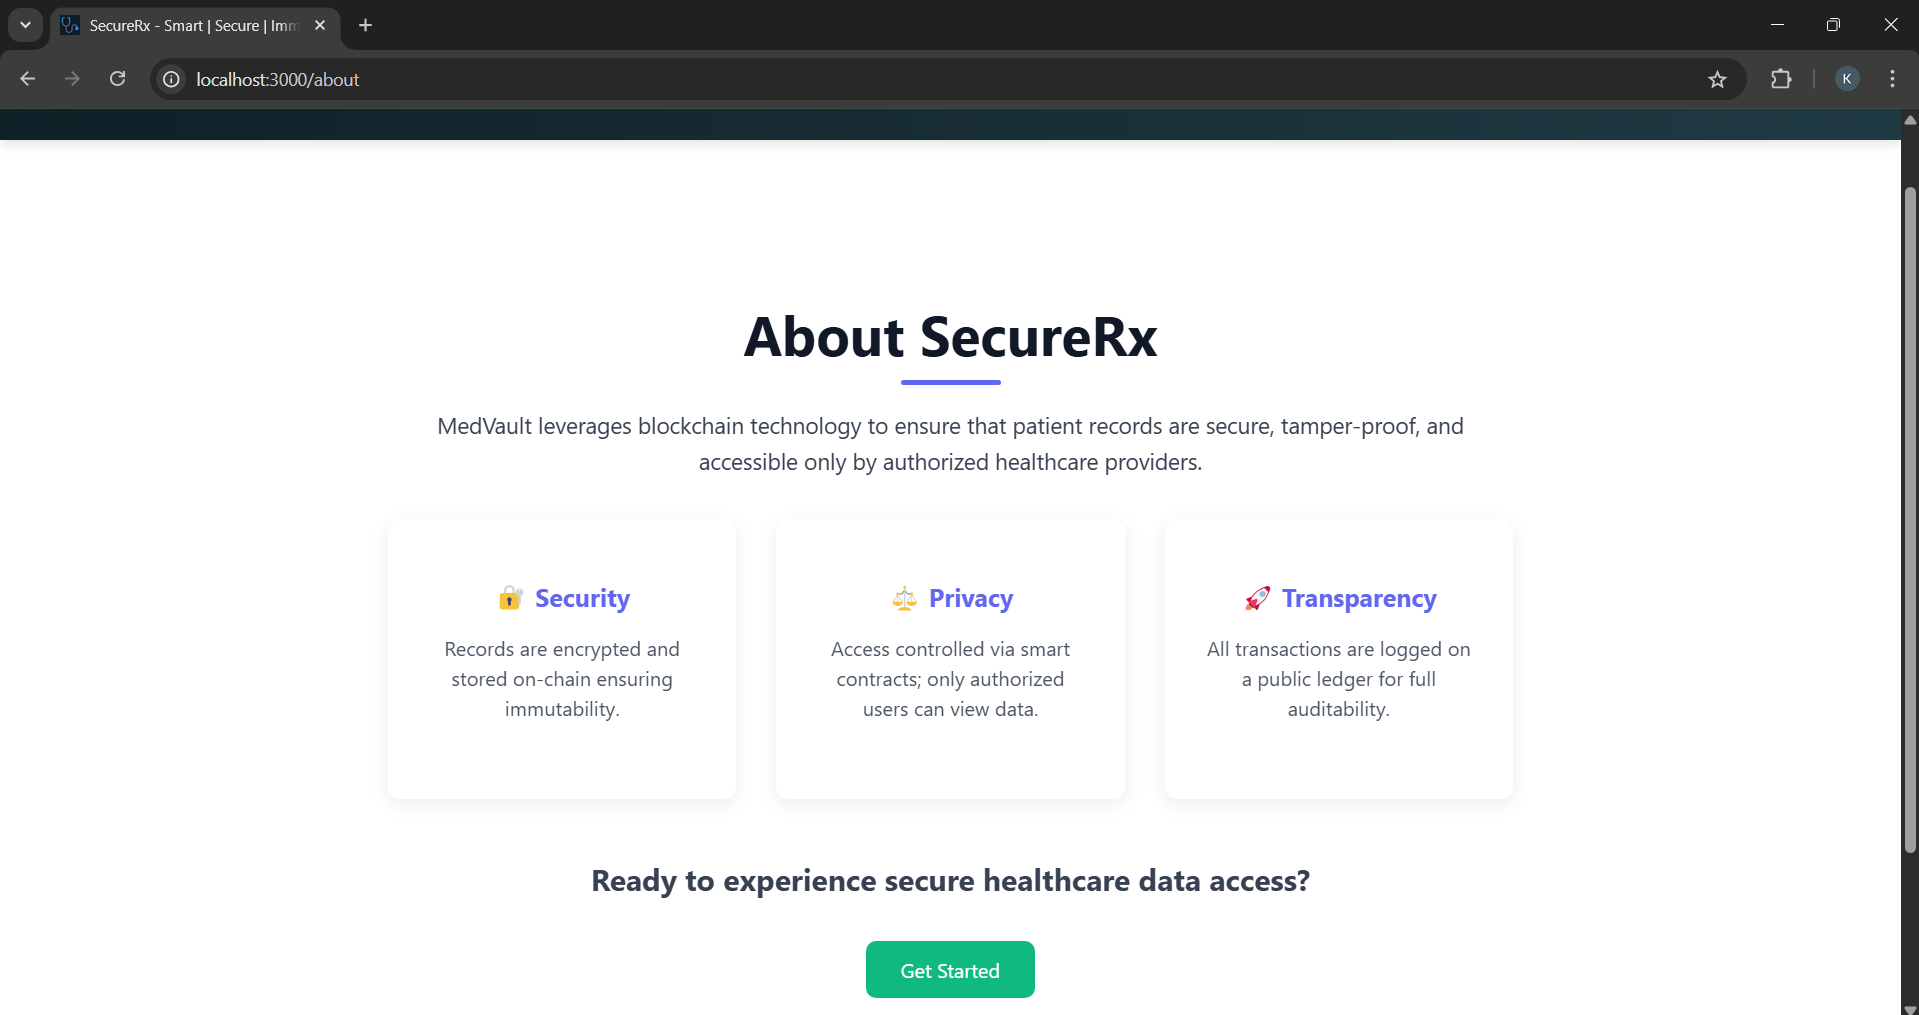 SecureRx - Smart | Secure | Imm
localhost:3000/about
K
About SecureRx
MedVault leverages blockchain technology to ensure that patient records are secure, tamper-proof, and
accessible only by authorized healthcare providers.
🔐 Security
Records are encrypted and
stored on-chain ensuring
immutability.
⚖️ Privacy
Access controlled via smart
contracts; only authorized
users can view data.
🚀 Transparency
All transactions are logged on
a public ledger for full
auditability.
Ready to experience secure healthcare data access?
Get Started